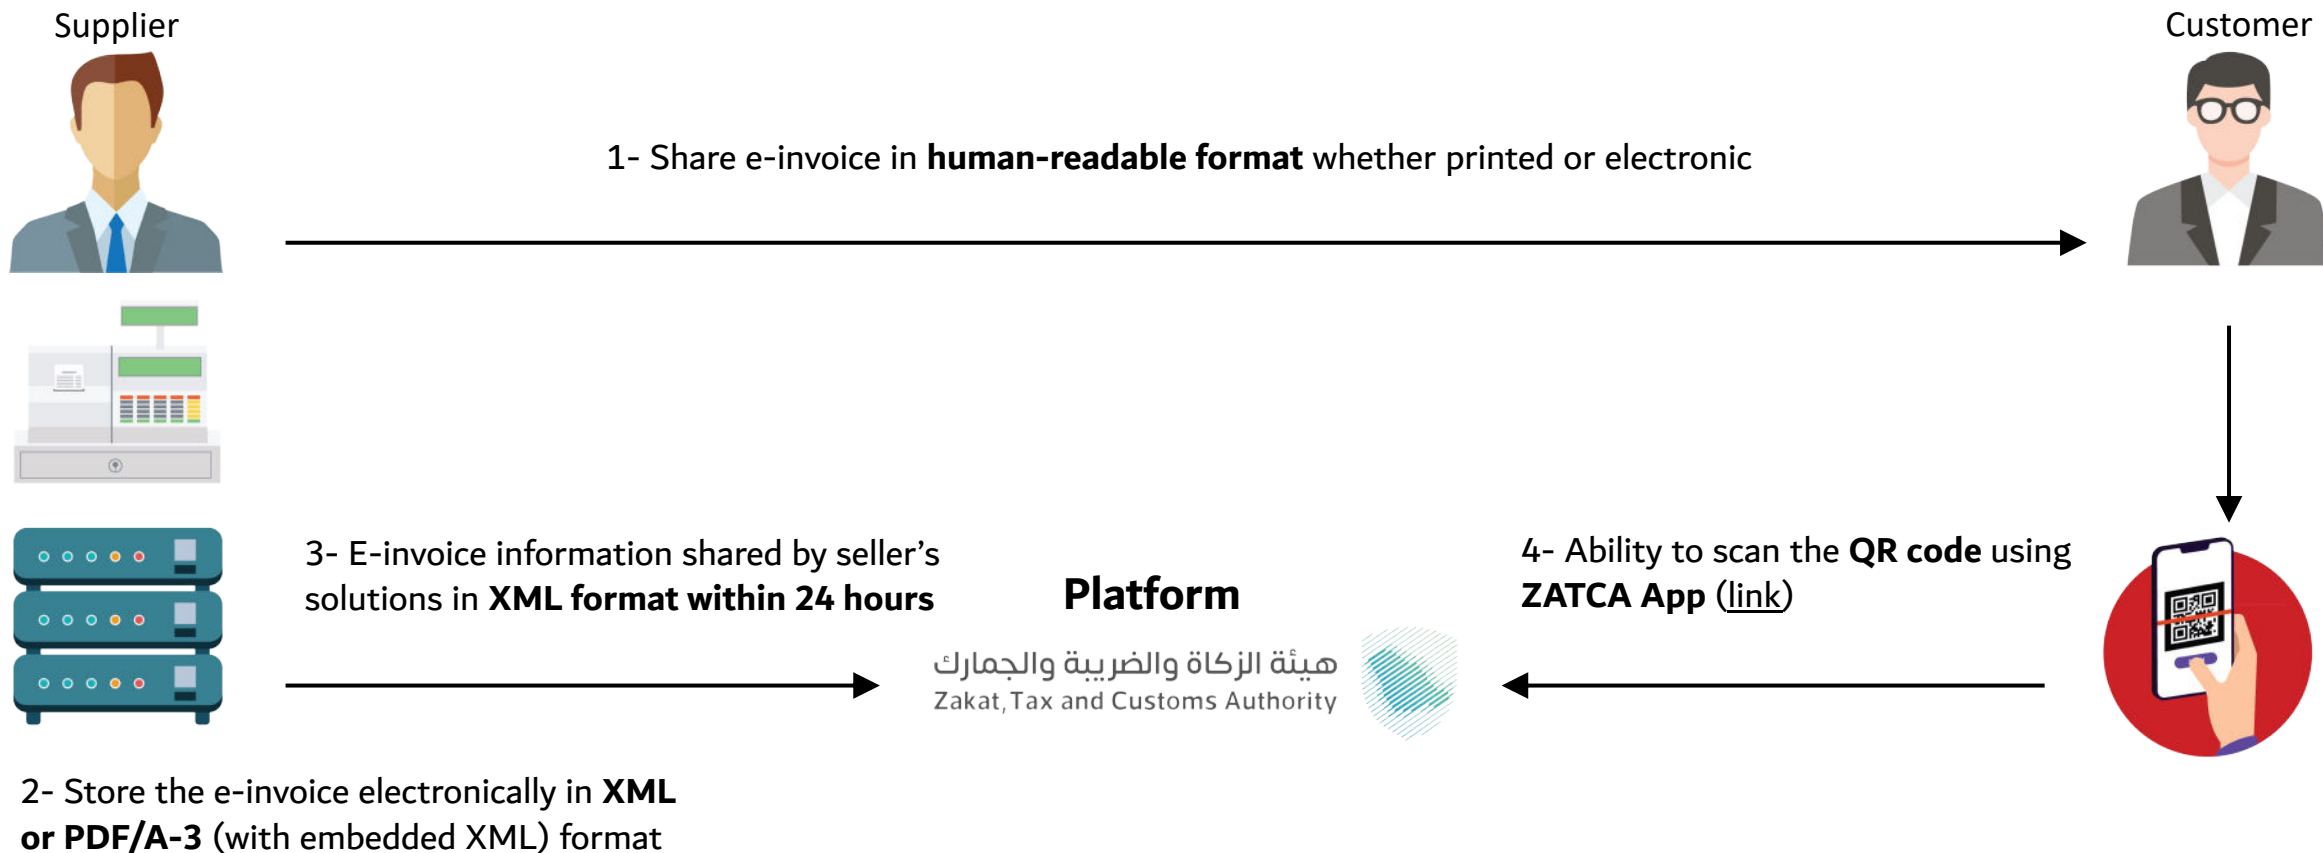 Supplier
Customer
1- Share e-invoice in human-readable format whether printed or electronic
3- E-invoice information shared by seller’s
solutions in XML format within 24 hours
Platform
هيئة الزكاة والضريبة والجمارك
Zakat, Tax and Customs Authority
4- Ability to scan the QR code using
ZATCA App (link)
2- Store the e-invoice electronically in XML
or PDF/A-3 (with embedded XML) format